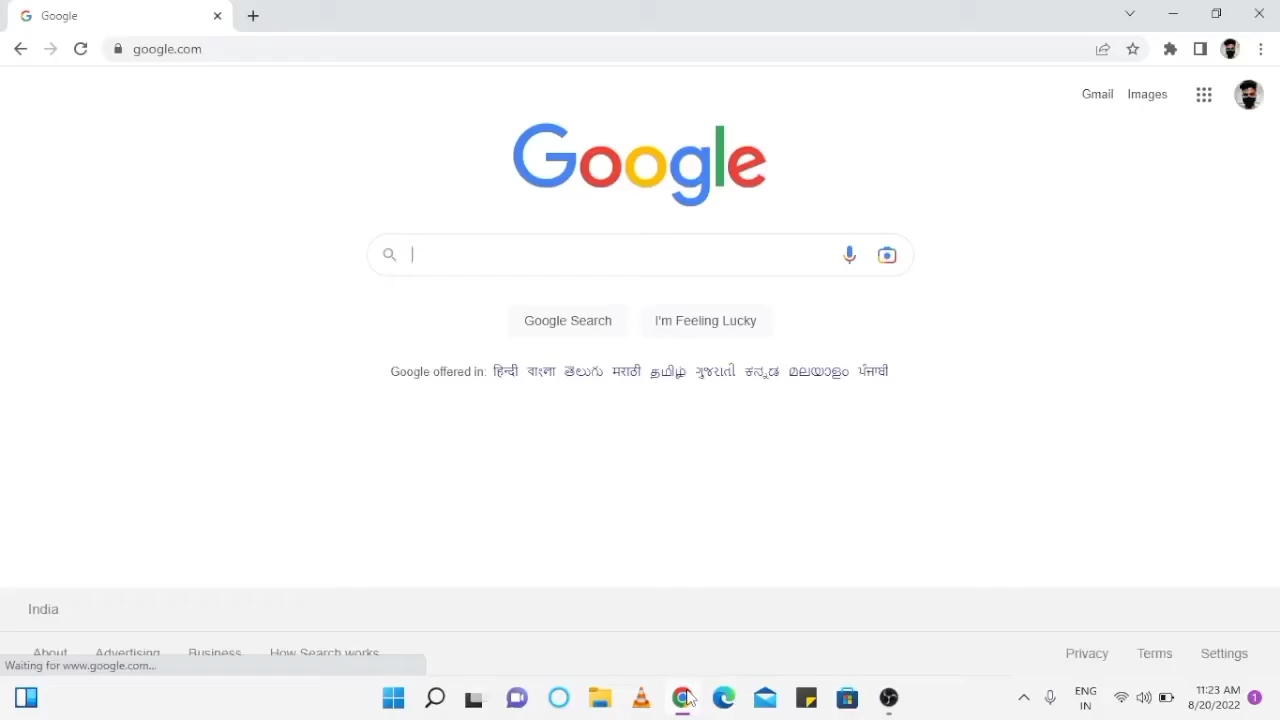 Google
google.com
Gmail Images
Google
Google Search I'm Feeling Lucky
Google offered in: हिन्दी বাংলা తెలుగు मराठी தமிழ் ગુજરાતી ಕನ್ನಡ മലയാളം ਪੰਜਾਬੀ
India
About Advertising Business How Search works Privacy Terms Settings
Waiting for www.google.com...
ENG 11:23 AM
IN 8/20/2022 1